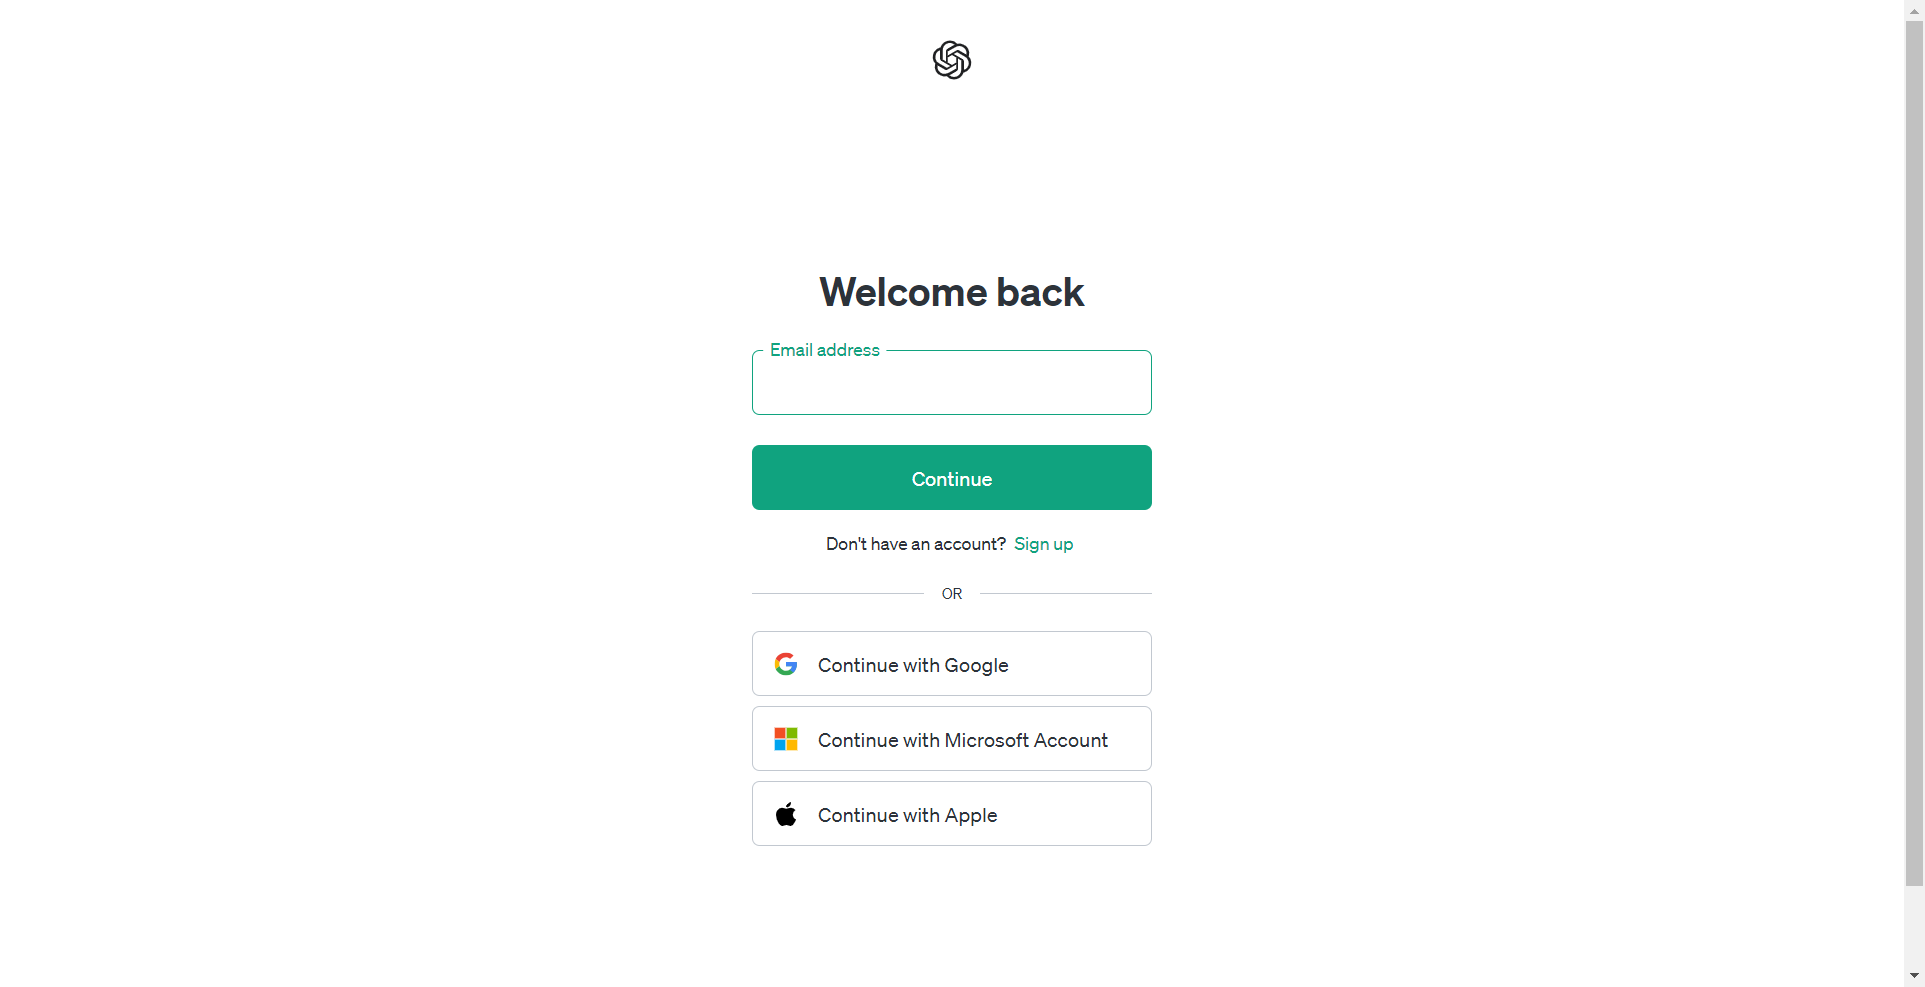 Welcome back
Email address
Continue
Don't have an account? Sign up
OR
Continue with Google
Continue with Microsoft Account
Continue with Apple